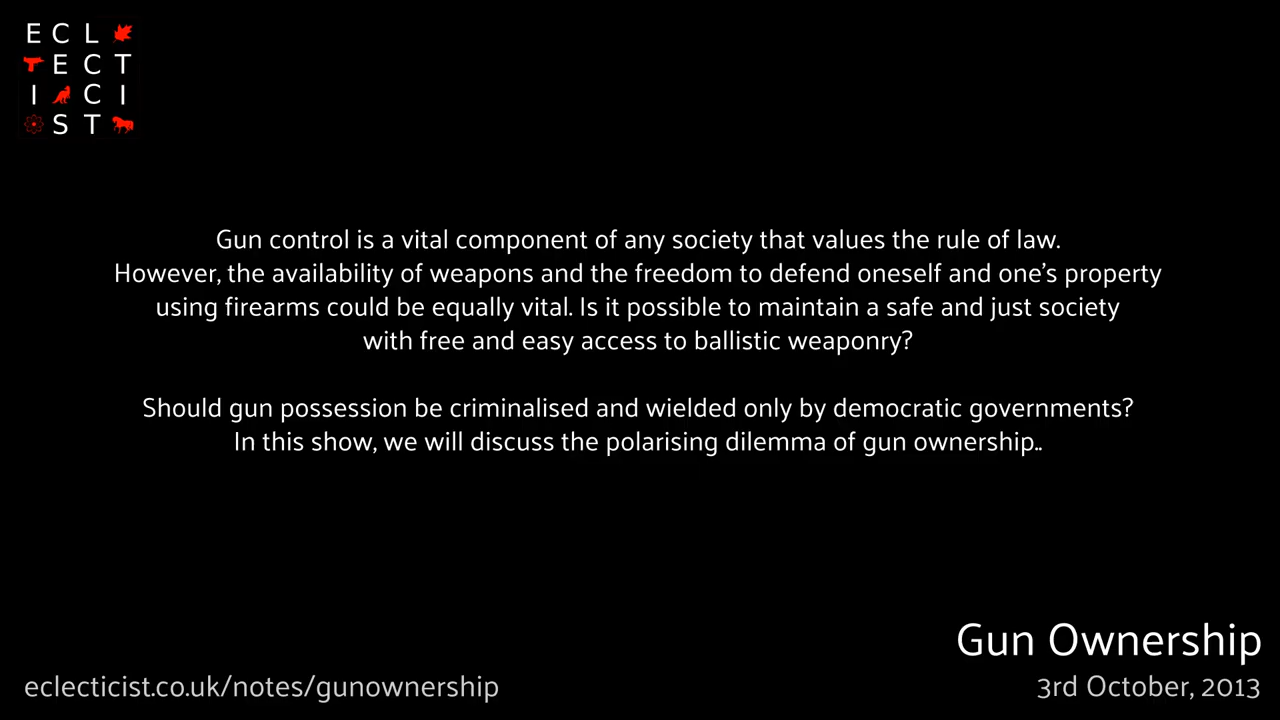 E C L
E C T
I C I
S T
Gun control is a vital component of any society that values the rule of law.
However, the availability of weapons and the freedom to defend oneself and one's property
using firearms could be equally vital. Is it possible to maintain a safe and just society
with free and easy access to ballistic weaponry?
Should gun possession be criminalised and wielded only by democratic governments?
In this show, we will discuss the polarising dilemma of gun ownership..
Gun Ownership
eclecticist.co.uk/notes/gunownership
3rd October, 2013